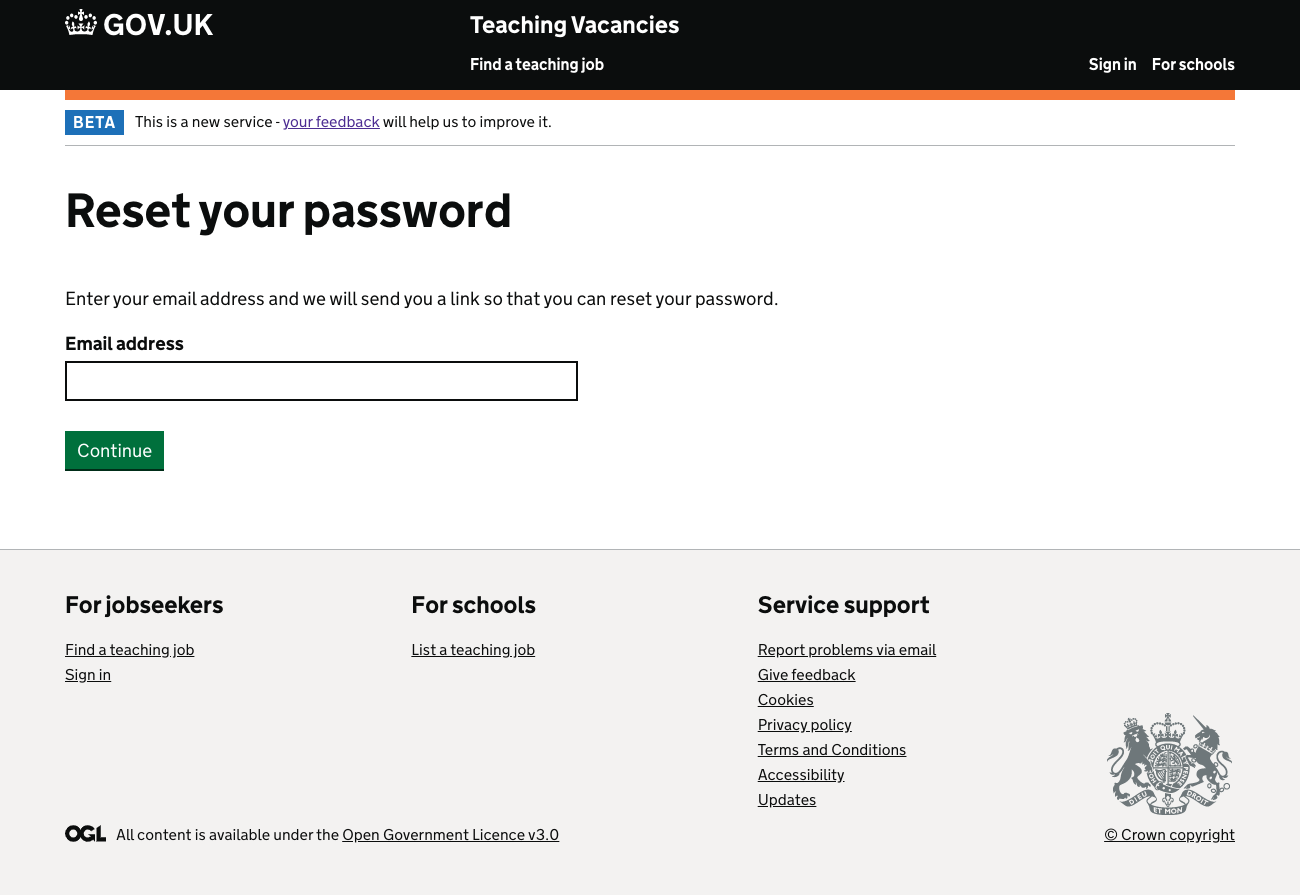 GOV.UK
Teaching Vacancies
Find a teaching job
Sign in
For schools
BETA
This is a new service - your feedback will help us to improve it.
Reset your password
Enter your email address and we will send you a link so that you can reset your password.
Email address
Continue
For jobseekers
Find a teaching job
Sign in
For schools
List a teaching job
Service support
Report problems via email
Give feedback
Cookies
Privacy policy
Terms and Conditions
Accessibility
Updates
DIEU ET MON DROIT
OGL
All content is available under the Open Government Licence v3.0
© Crown copyright